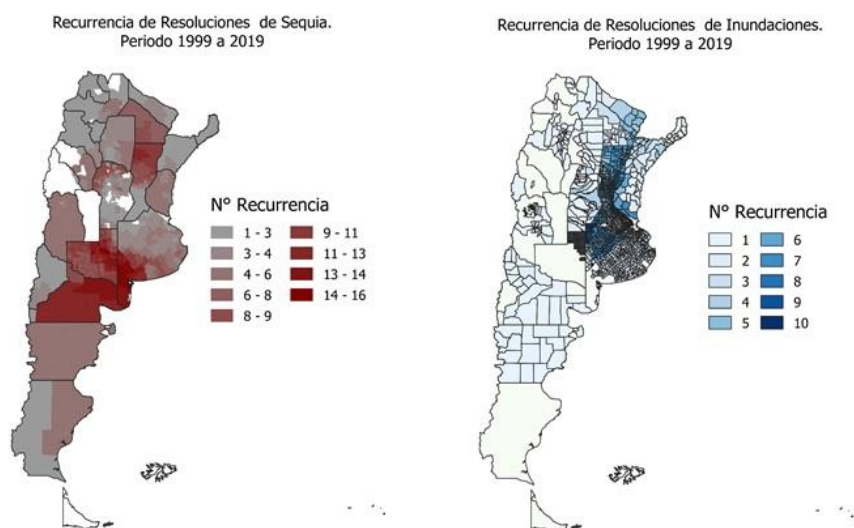 Recurrencia de Resoluciones de Sequia.
Periodo 1999 a 2019
N° Recurrencia
1 - 3
3 - 4
4 - 6
6 - 8
8 - 9
9 - 11
11 - 13
13 - 14
14 - 16
Recurrencia de Resoluciones de Inundaciones.
Periodo 1999 a 2019
N° Recurrencia
1
2
3
4
5
6
7
8
9
10